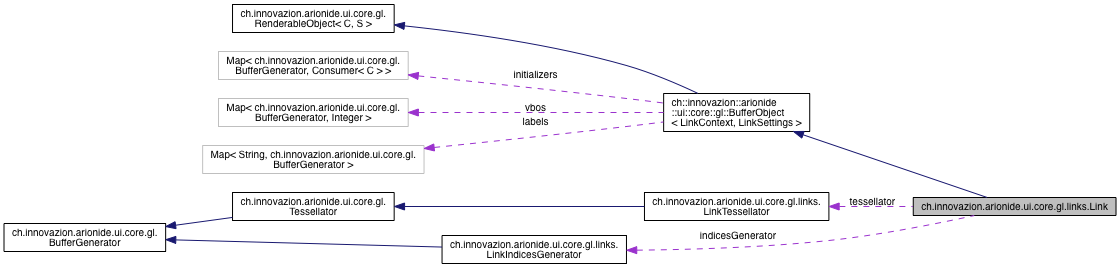 ch.innovazion.arionide.ui.core.gl.
RenderableObject< C, S >
Map< ch.innovazion.arionide.ui.core.gl.
BufferGenerator, Consumer< C > >
initializers
Map< ch.innovazion.arionide.ui.core.gl.
BufferGenerator, Integer >
vbos
labels
ch::innovazion::arionide
::ui::core::gl::BufferObject
< LinkContext, LinkSettings >
Map< String, ch.innovazion.arionide.ui.core.gl.
BufferGenerator >
ch.innovazion.arionide.ui.core.gl.
Tessellator
ch.innovazion.arionide.ui.core.gl.links.
LinkTessellator
tessellator
ch.innovazion.arionide.ui.core.gl.links.Link
ch.innovazion.arionide.ui.core.gl.
BufferGenerator
ch.innovazion.arionide.ui.core.gl.links.
LinkIndicesGenerator
indicesGenerator